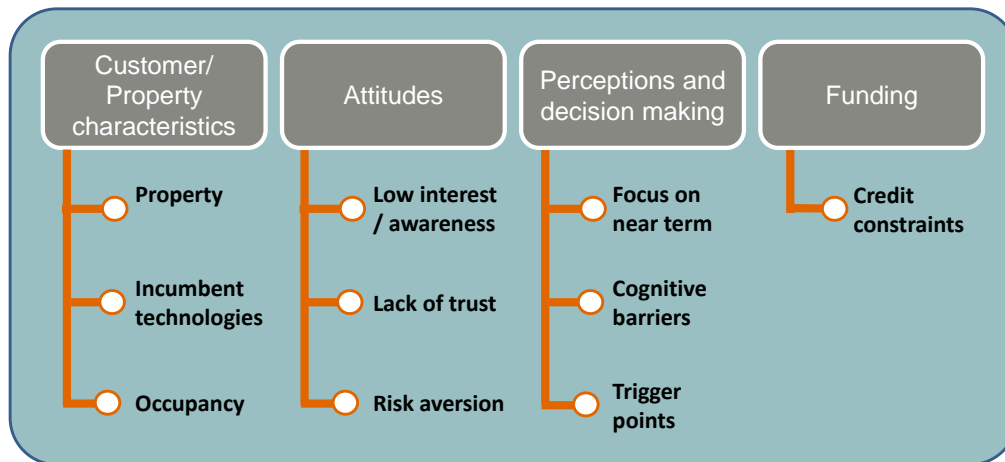 Customer/
Property
characteristics
Attitudes
Perceptions and
decision making
Funding
Property
Incumbent
technologies
Occupancy
Low interest
/ awareness
Lack of trust
Risk aversion
Focus on
near term
Cognitive
barriers
Trigger
points
Credit
constraints